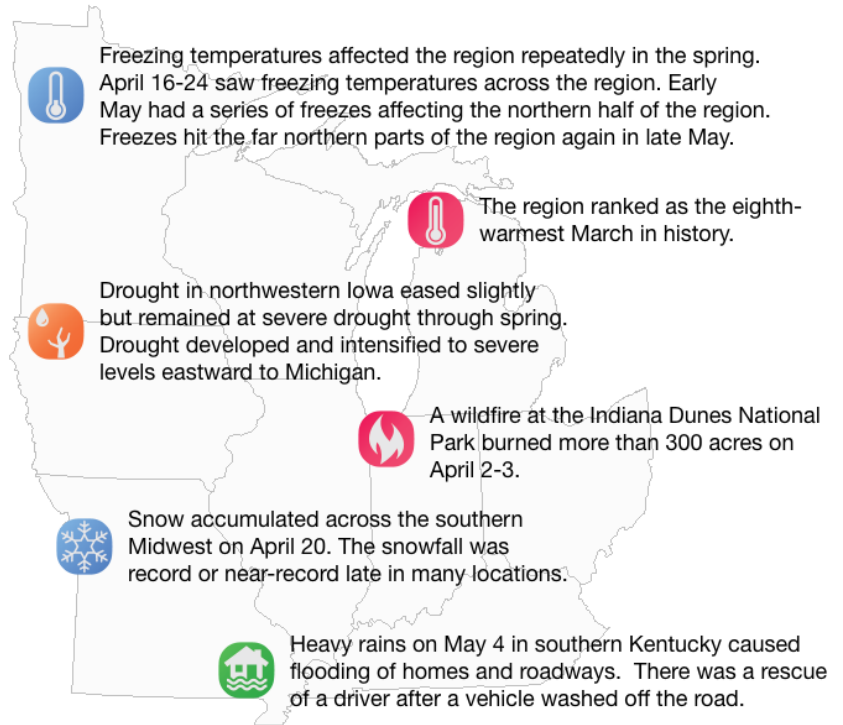 Freezing temperatures affected the region repeatedly in the spring.
April 16-24 saw freezing temperatures across the region. Early
May had a series of freezes affecting the northern half of the region.
Freezes hit the far northern parts of the region again in late May.
The region ranked as the eighth-
warmest March in history.
Drought in northwestern Iowa eased slightly
but remained at severe drought through spring.
Drought developed and intensified to severe
levels eastward to Michigan.
A wildfire at the Indiana Dunes National
Park burned more than 300 acres on
April 2-3.
Snow accumulated across the southern
Midwest on April 20. The snowfall was
record or near-record late in many locations.
Heavy rains on May 4 in southern Kentucky caused
flooding of homes and roadways.  There was a rescue
of a driver after a vehicle washed off the road.